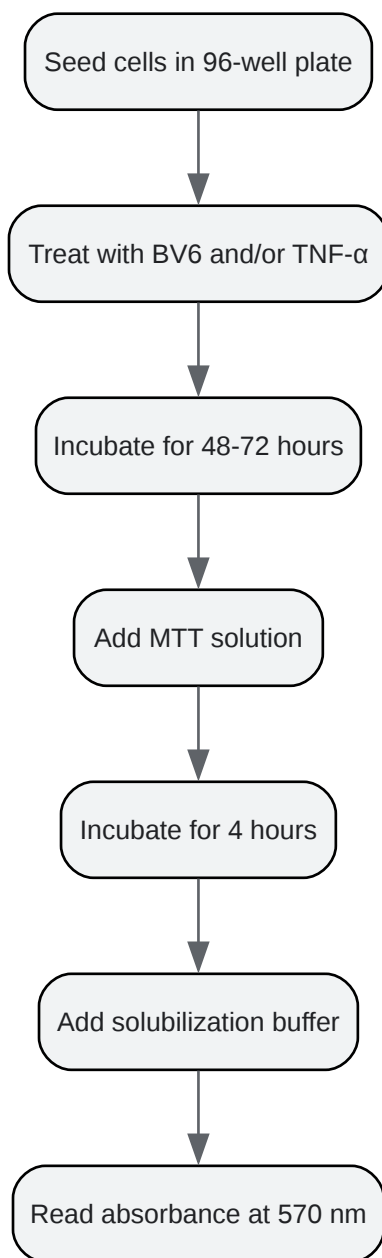 Seed cells in 96-well plate
Treat with BV6 and/or TNF-α
Incubate for 48-72 hours
Add MTT solution
Incubate for 4 hours
Add solubilization buffer
Read absorbance at 570 nm